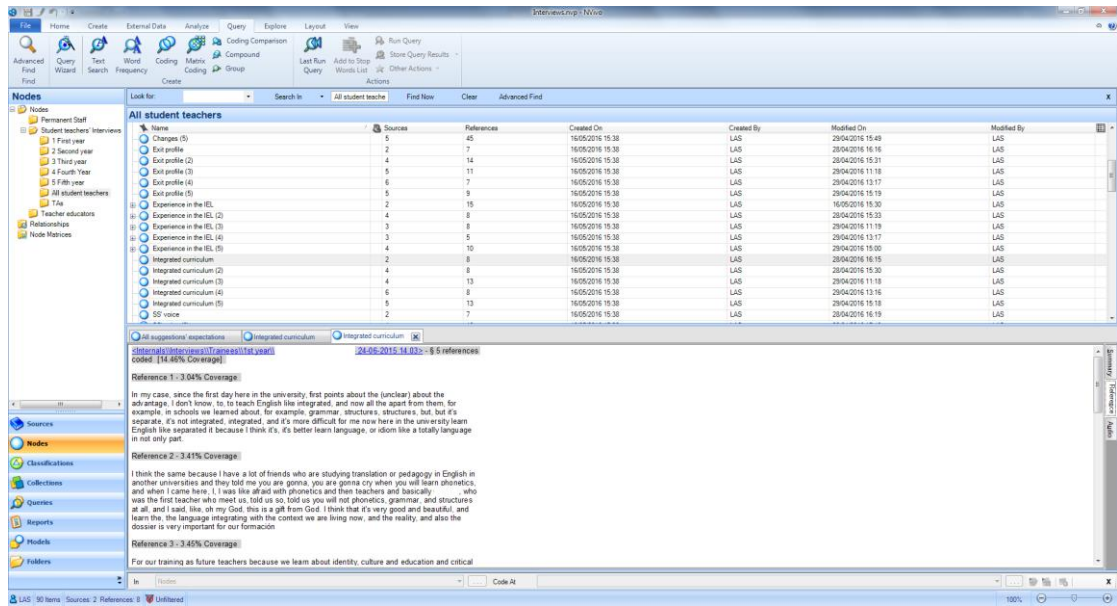 Interviews.nvp - NVivo
File Home Create External Data Analyze Query Explore Layout View
Advanced Find
Query Wizard
Text Search
Word Frequency
Coding
Matrix Coding
Coding Comparison
Compound
Group
Last Run Query
Add to Stop Words List
Run Query
Store Query Results
Other Actions
Find Create Actions
Nodes
Look for: Search In All student teache Find Now Clear Advanced Find x
Nodes
Permanent Staff
Student teachers' Interviews
1 First year
2 Second year
3 Third year
4 Fourth Year
5 Fifth year
All student teachers
TAs
Teacher educators
Relationships
Node Matrices
All student teachers
Name Sources References Created On Created By Modified On Modified By
Changes (5) 5 45 16/05/2016 15:38 LAS 29/04/2016 15:49 LAS
Exit profile 2 7 16/05/2016 15:38 LAS 28/04/2016 16:16 LAS
Exit profile (2) 4 14 16/05/2016 15:38 LAS 28/04/2016 15:31 LAS
Exit profile (3) 5 11 16/05/2016 15:38 LAS 29/04/2016 11:18 LAS
Exit profile (4) 6 7 16/05/2016 15:38 LAS 29/04/2016 13:17 LAS
Exit profile (5) 5 9 16/05/2016 15:38 LAS 29/04/2016 15:19 LAS
Experience in the IEL 2 15 16/05/2016 15:38 LAS 16/05/2016 15:30 LAS
Experience in the IEL (2) 4 8 16/05/2016 15:38 LAS 28/04/2016 15:33 LAS
Experience in the IEL (3) 3 8 16/05/2016 15:38 LAS 29/04/2016 11:19 LAS
Experience in the IEL (4) 3 5 16/05/2016 15:38 LAS 29/04/2016 13:17 LAS
Experience in the IEL (5) 4 10 16/05/2016 15:38 LAS 29/04/2016 15:00 LAS
Integrated curriculum 2 8 16/05/2016 15:38 LAS 28/04/2016 16:15 LAS
Integrated curriculum (2) 4 8 16/05/2016 15:38 LAS 28/04/2016 15:30 LAS
Integrated curriculum (3) 4 13 16/05/2016 15:38 LAS 29/04/2016 11:18 LAS
Integrated curriculum (4) 6 8 16/05/2016 15:38 LAS 29/04/2016 13:16 LAS
Integrated curriculum (5) 5 13 16/05/2016 15:38 LAS 29/04/2016 15:18 LAS
SS' voice 2 7 16/05/2016 15:38 LAS 28/04/2016 16:19 LAS
All suggestions' expectations Integrated curriculum Integrated curriculum
<Internals\\Interviews\\Trainees\\1st year\\ 24-06-2015 14.03> - § 5 references
coded [14.46% Coverage]
Reference 1 - 3.04% Coverage
In my case, since the first day here in the university, first points about the (unclear) about the
advantage, I don't know, to, to teach English like integrated, and now all the apart from them, for
example, in schools we learned about, for example, grammar, structures, structures, but, but it's
separate, it's not integrated, integrated, and it's more difficult for me now here in the university learn
English like separated it because I think it's, it's better learn language, or idiom like a totally language
in not only part.
Reference 2 - 3.41% Coverage
I think the same because I have a lot of friends who are studying translation or pedagogy in English in
another universities and they told me you are gonna, you are gonna cry when you will learn phonetics,
and when I came here, I, I was like afraid with phonetics and then teachers and basically , who
was the first teacher who meet us, told us so, told us you will not phonetics, grammar, and structures
at all, and I said, like, oh my God, this is a gift from God. I think that it's very good and beautiful, and
learn the, the language integrating with the context we are living now, and the reality, and also the
dossier is very important for our formación
Reference 3 - 3.45% Coverage
For our training as future teachers because we learn about identity, culture and education and critical
Summary
Reference
Audio
Sources
Nodes
Classifications
Collections
Queries
Reports
Models
Folders
In Nodes Code At
LAS 90 Items Sources: 2 References: 8 Unfiltered 100%